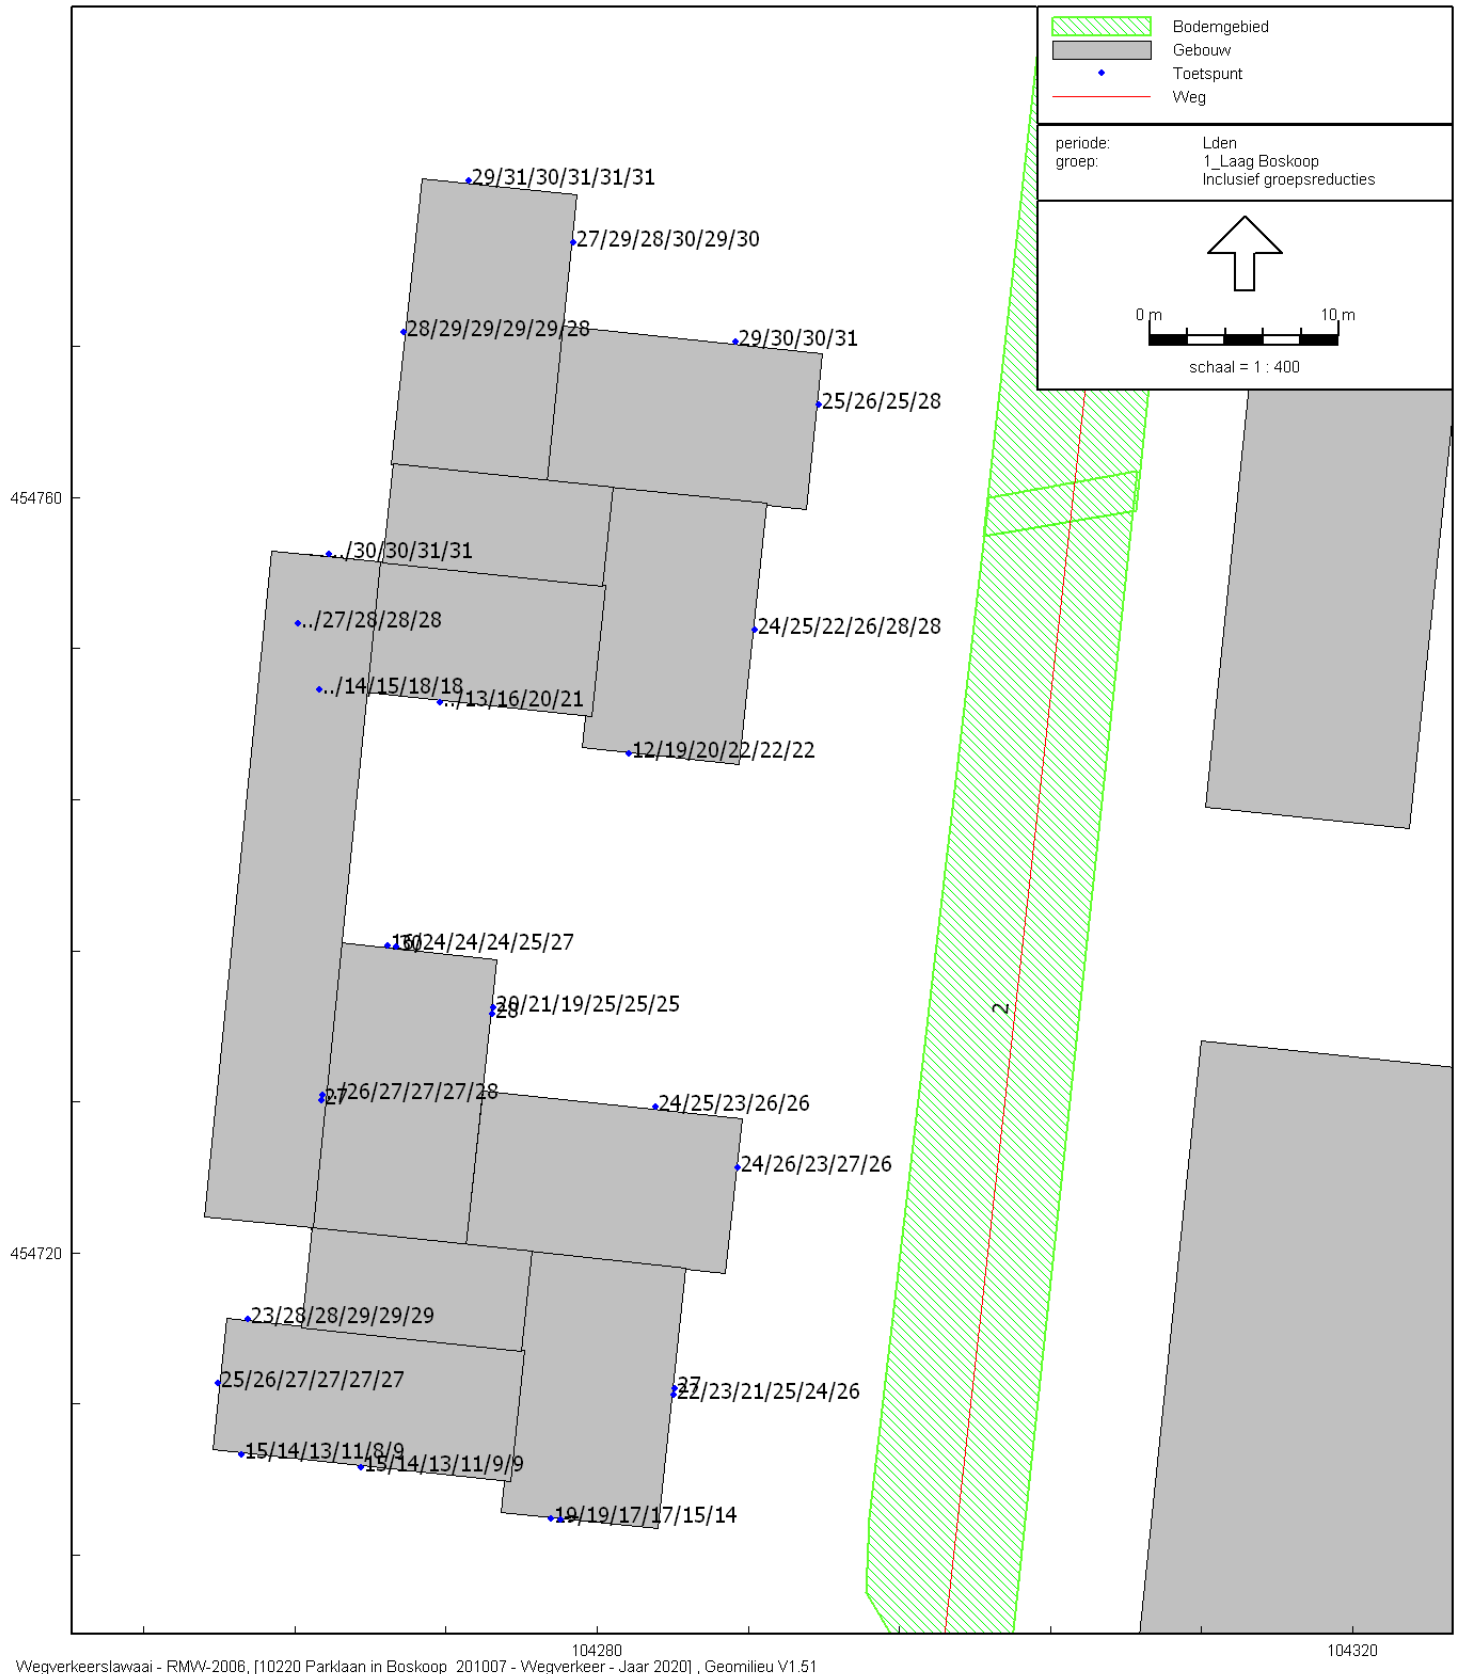 Bodemgebied
Gebouw
Toetspunt
Weg
periode: Lden
groep: 1_Laag Boskoop
Inclusief groepsreducties
0 m 10 m
schaal = 1 : 400
29/31/30/31/31/31
27/29/28/30/29/30
28/29/29/29/29/28
29/30/30/31
25/26/25/28
454760
../30/30/31/31
../27/28/28/28
24/25/22/26/28/28
../14/15/18/18
../13/16/20/21
12/19/20/22/22/22
16/24/24/24/25/27
20/21/19/25/25/25
28
2
../26/27/27/27/28
27
24/25/23/26/26
24/26/23/27/26
454720
23/28/28/29/29/29
25/26/27/27/27/27
27
22/23/21/25/24/26
15/14/13/11/8/9
15/14/13/11/9/9
19/19/17/17/15/14
104280 104320
Wegverkeerslawaai - RMW-2006, [10220 Parklaan in Boskoop_201007 - Wegverkeer - Jaar 2020] , Geomilieu V1.51